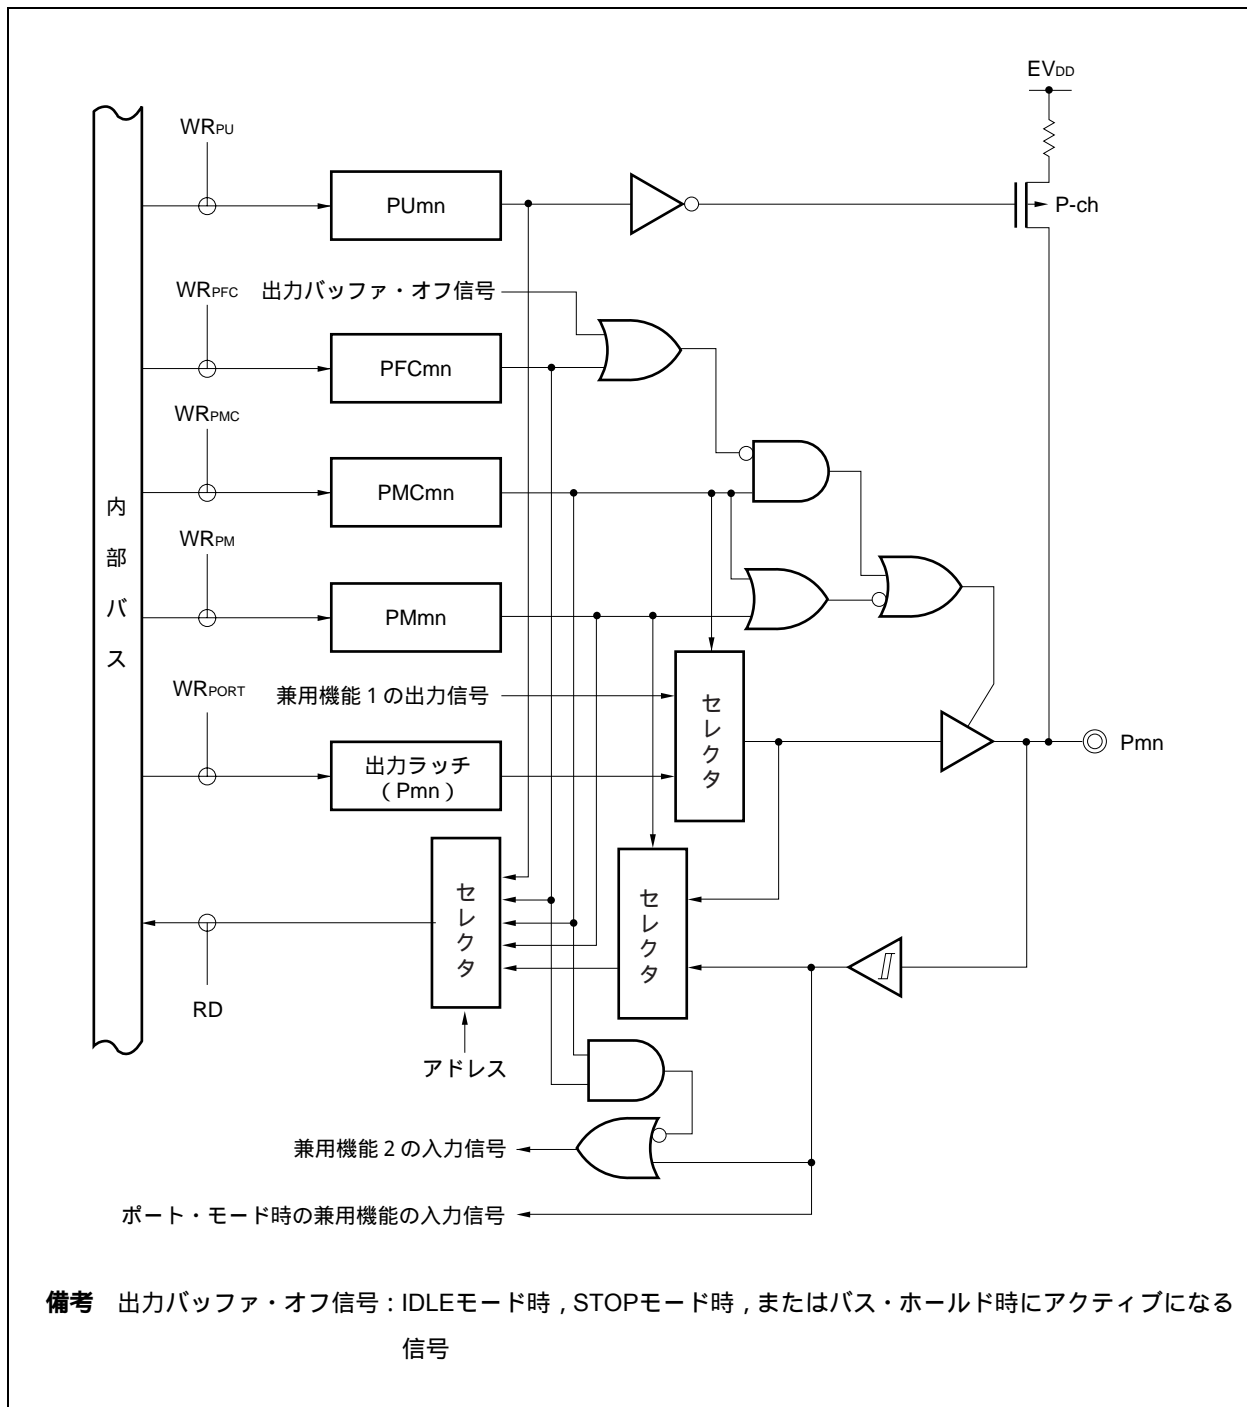 EVDD
WRPU
PUmn
P-ch
WRPFC
出力バッファ・オフ信号
PFCmn
WRPMC
PMCmn
内部バス
WRPM
PMmn
WRPORT
兼用機能1の出力信号
セレクタ
出力ラッチ
(Pmn)
Pmn
セレクタ
セレクタ
RD
アドレス
兼用機能2の入力信号
ポート・モード時の兼用機能の入力信号
備考 出力バッファ・オフ信号:IDLEモード時,STOPモード時,またはバス・ホールド時にアクティブになる
信号